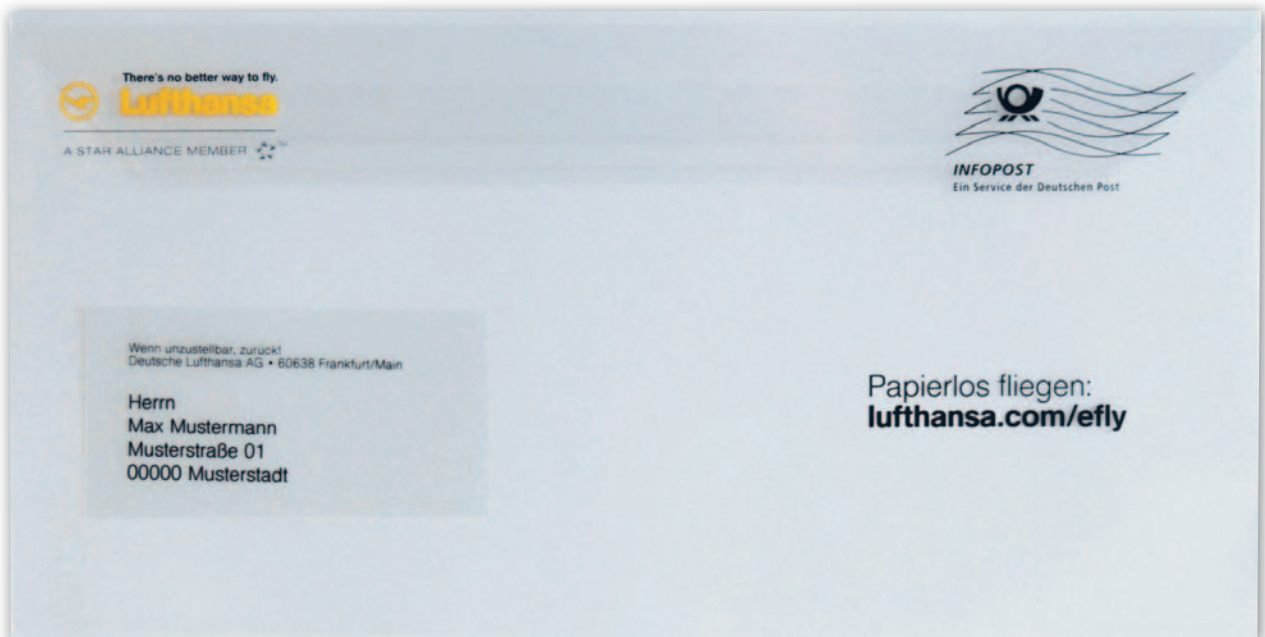 There's no better way to fly.
Lufthansa
A STAR ALLIANCE MEMBER ™
INFOPOST
Ein Service der Deutschen Post
Wenn unzustellbar, zurück!
Deutsche Lufthansa AG • 60638 Frankfurt/Main
Herrn
Max Mustermann
Musterstraße 01
00000 Musterstadt
Papierlos fliegen:
lufthansa.com/efly